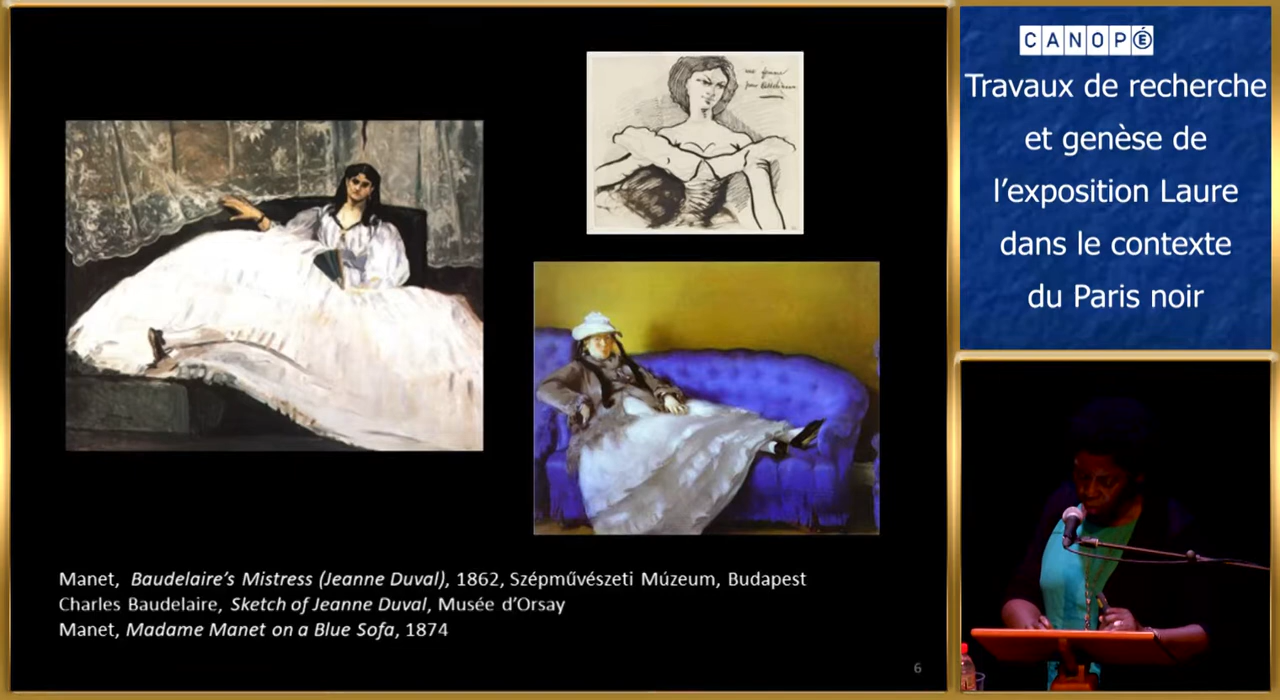 CANOPÉ
Travaux de recherche
et genèse de
l'exposition Laure
dans le contexte
du Paris noir
Manet, Baudelaire's Mistress (Jeanne Duval), 1862, Szépművészeti Múzeum, Budapest
Charles Baudelaire, Sketch of Jeanne Duval, Musée d'Orsay
Manet, Madame Manet on a Blue Sofa, 1874
6